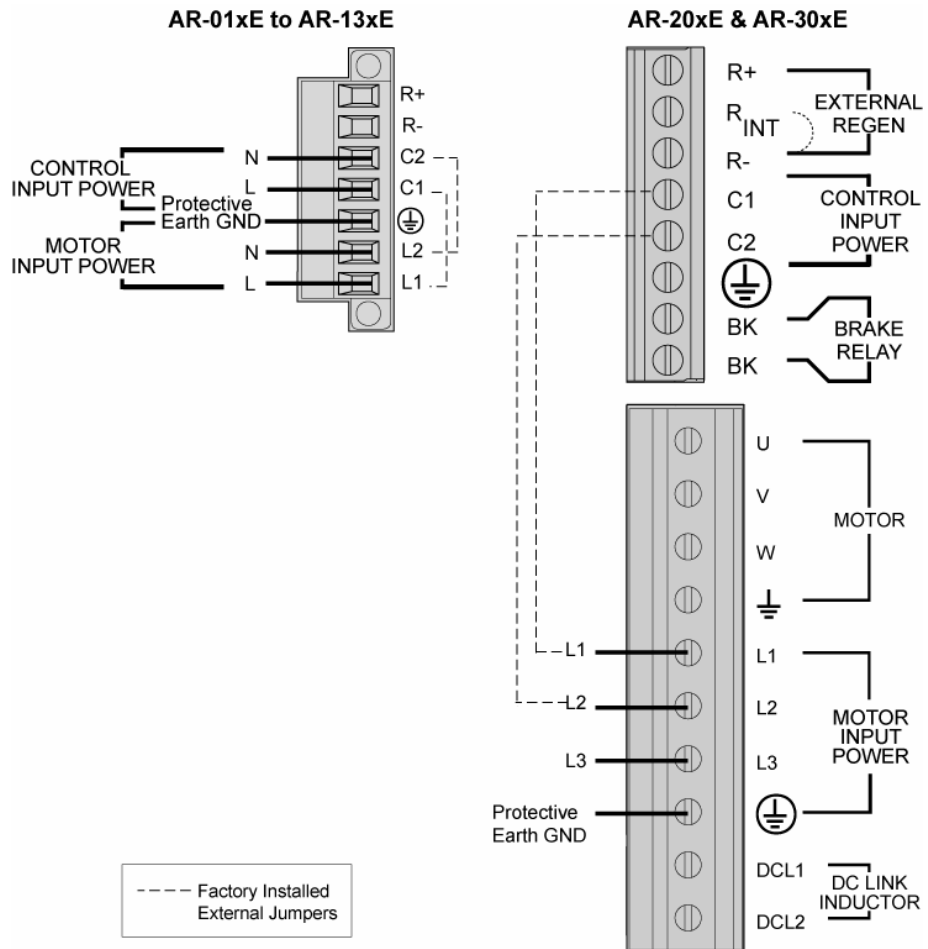 AR-01xE to AR-13xE
R+
R-
CONTROL
INPUT POWER
N
C2
L
C1
Protective
Earth GND
MOTOR
INPUT POWER
N
L2
L
L1
AR-20xE & AR-30xE
R+
R INT
R-
EXTERNAL
REGEN
C1
C2
CONTROL
INPUT
POWER
BK
BK
BRAKE
RELAY
U
V
W
MOTOR
L1
L1
L2
L2
L3
L3
MOTOR
INPUT
POWER
Protective
Earth GND
DCL1
DCL2
DC LINK
INDUCTOR
Factory Installed
External Jumpers